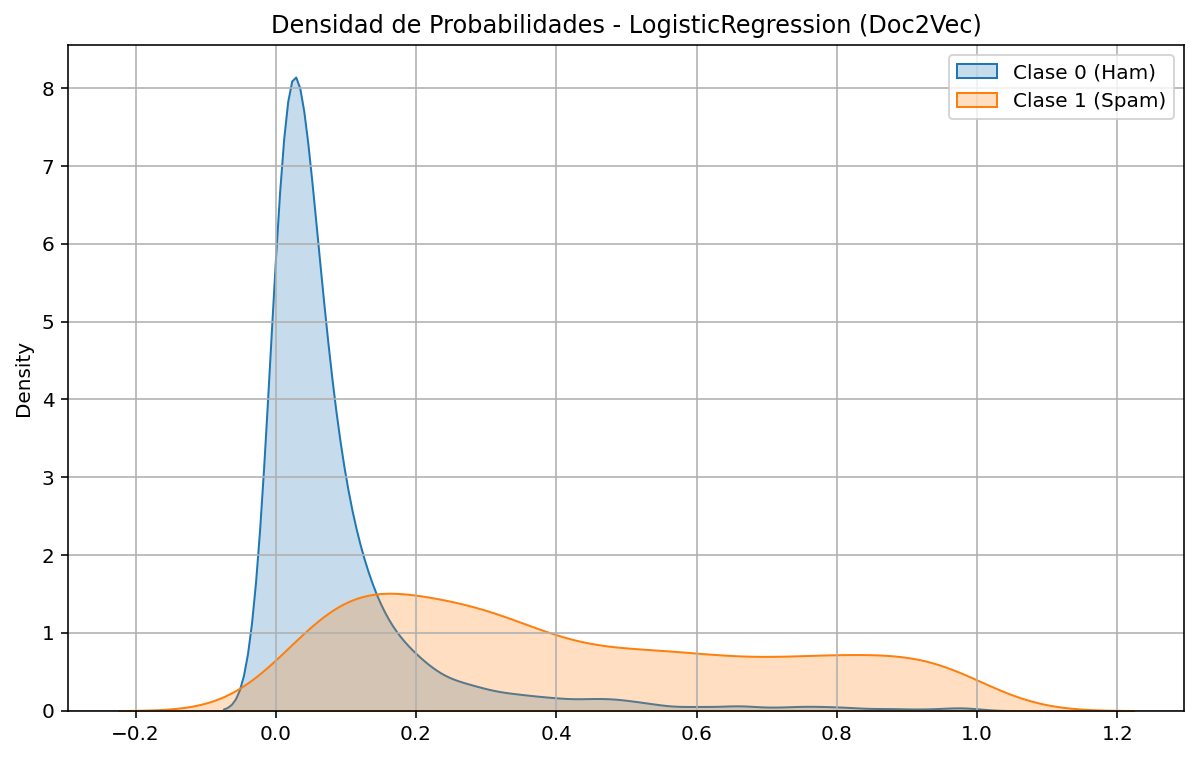 Densidad de Probabilidades - LogisticRegression (Doc2Vec)
Clase 0 (Ham)
Clase 1 (Spam)
Density
8
7
6
5
4
3
2
1
0
−0.2 0.0 0.2 0.4 0.6 0.8 1.0 1.2